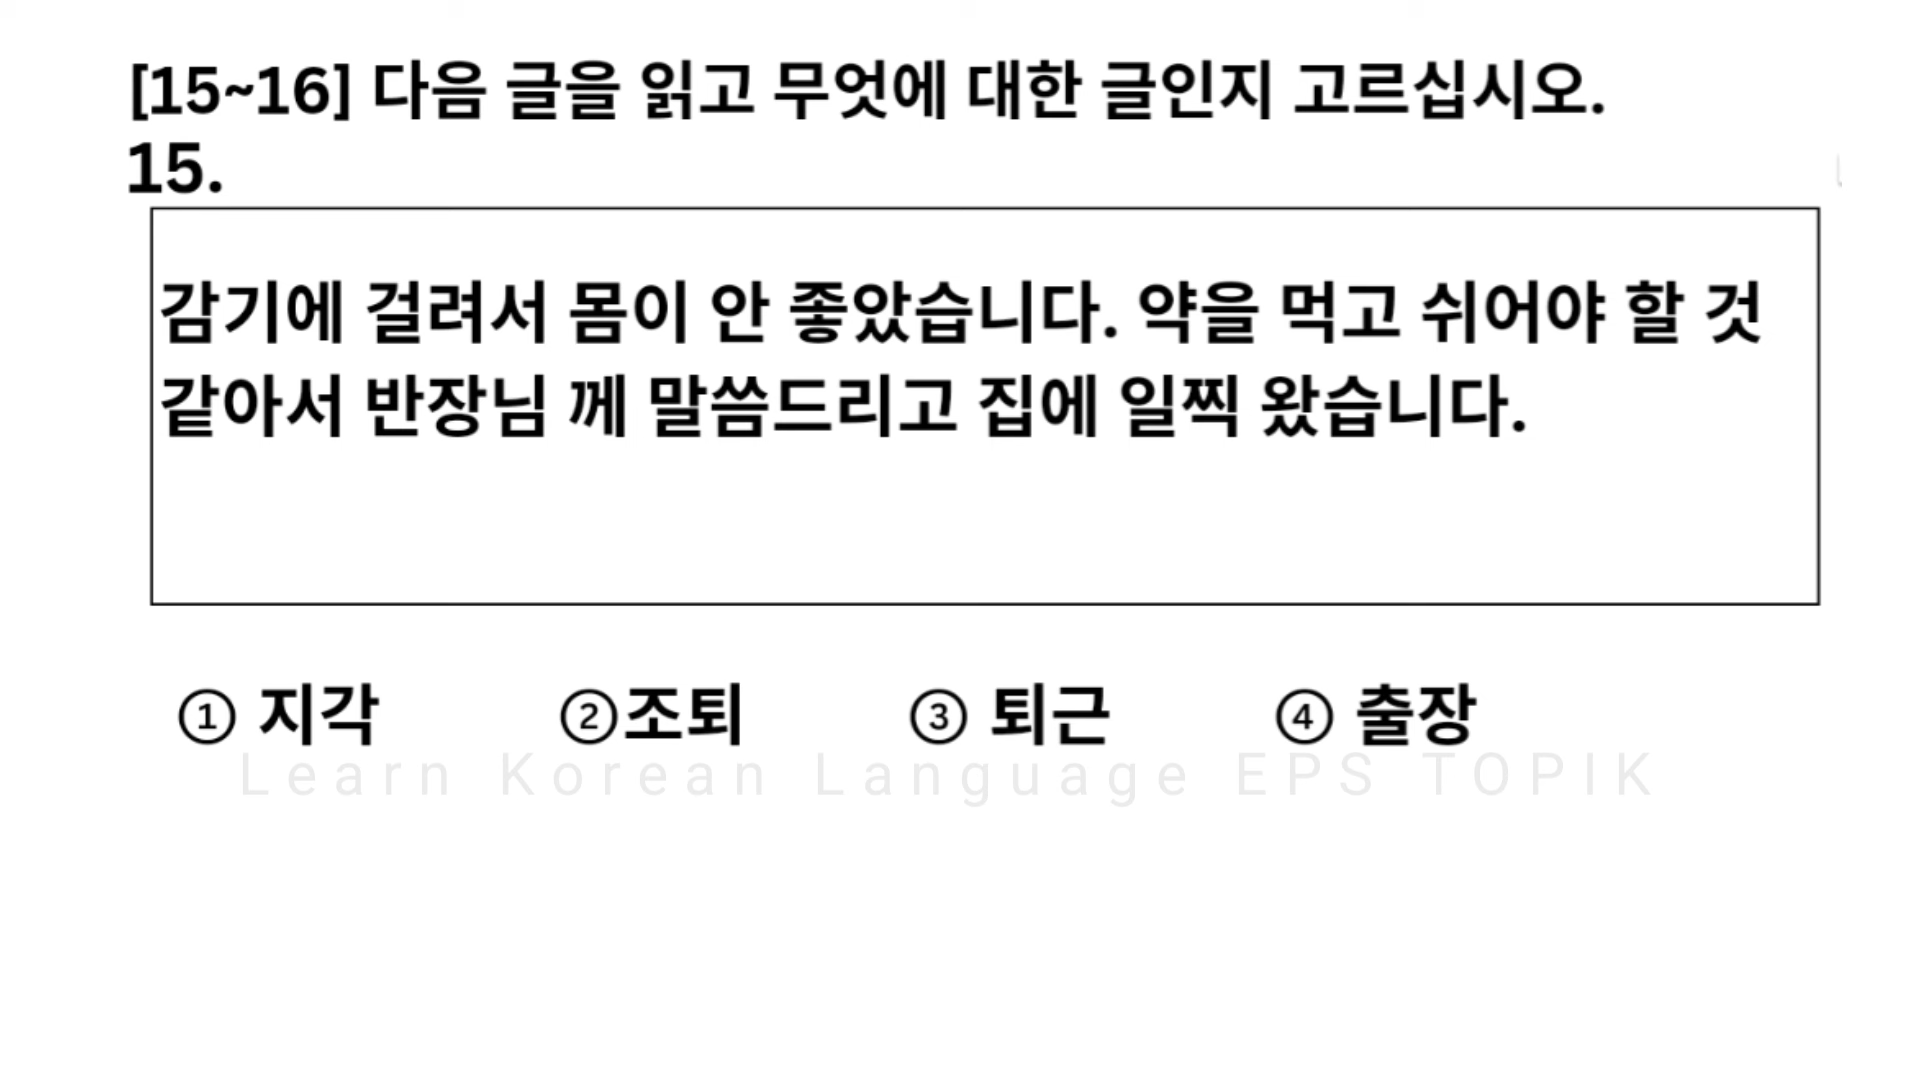 [15~16] 다음 글을 읽고 무엇에 대한 글인지 고르십시오.
15.
감기에 걸려서 몸이 안 좋았습니다. 약을 먹고 쉬어야 할 것
같아서 반장님 께 말씀드리고 집에 일찍 왔습니다.
① 지각 ②조퇴 ③ 퇴근 ④ 출장
Learn Korean Language EPS TOPIK